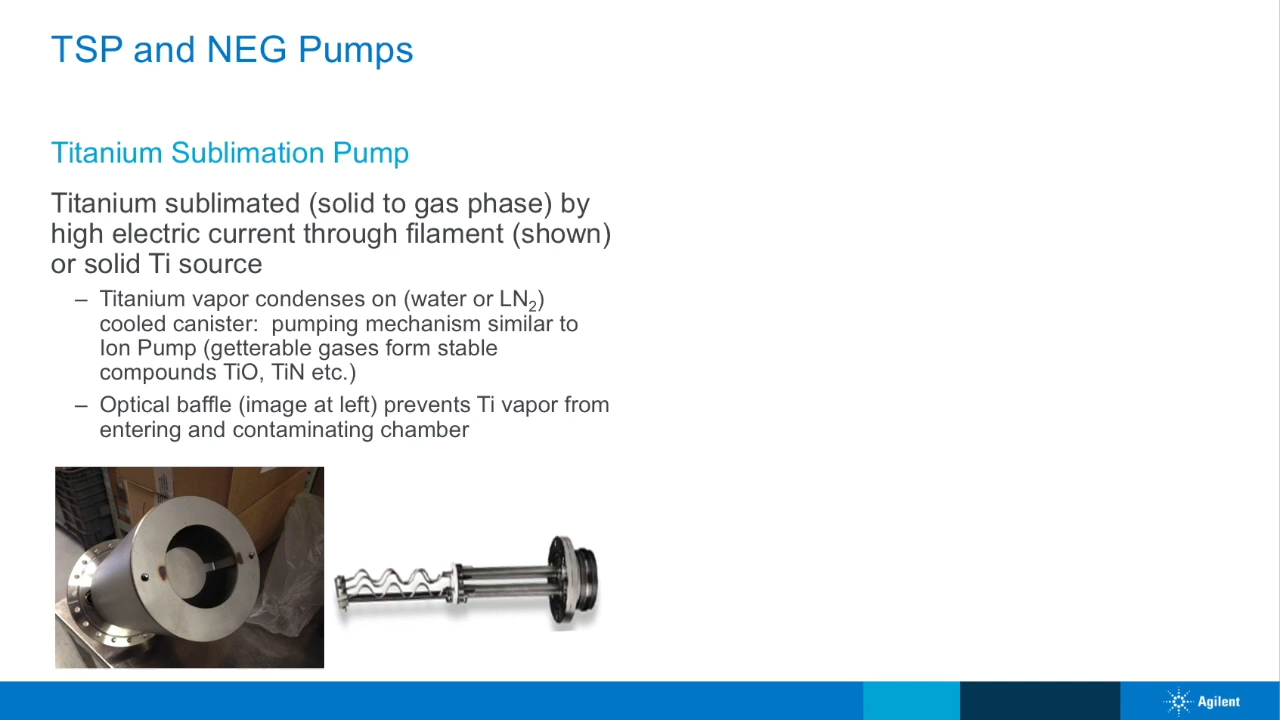 TSP and NEG Pumps
Titanium Sublimation Pump
Titanium sublimated (solid to gas phase) by
high electric current through filament (shown)
or solid Ti source
– Titanium vapor condenses on (water or LN₂)
cooled canister:  pumping mechanism similar to
Ion Pump (getterable gases form stable
compounds TiO, TiN etc.)
– Optical baffle (image at left) prevents Ti vapor from
entering and contaminating chamber
Agilent